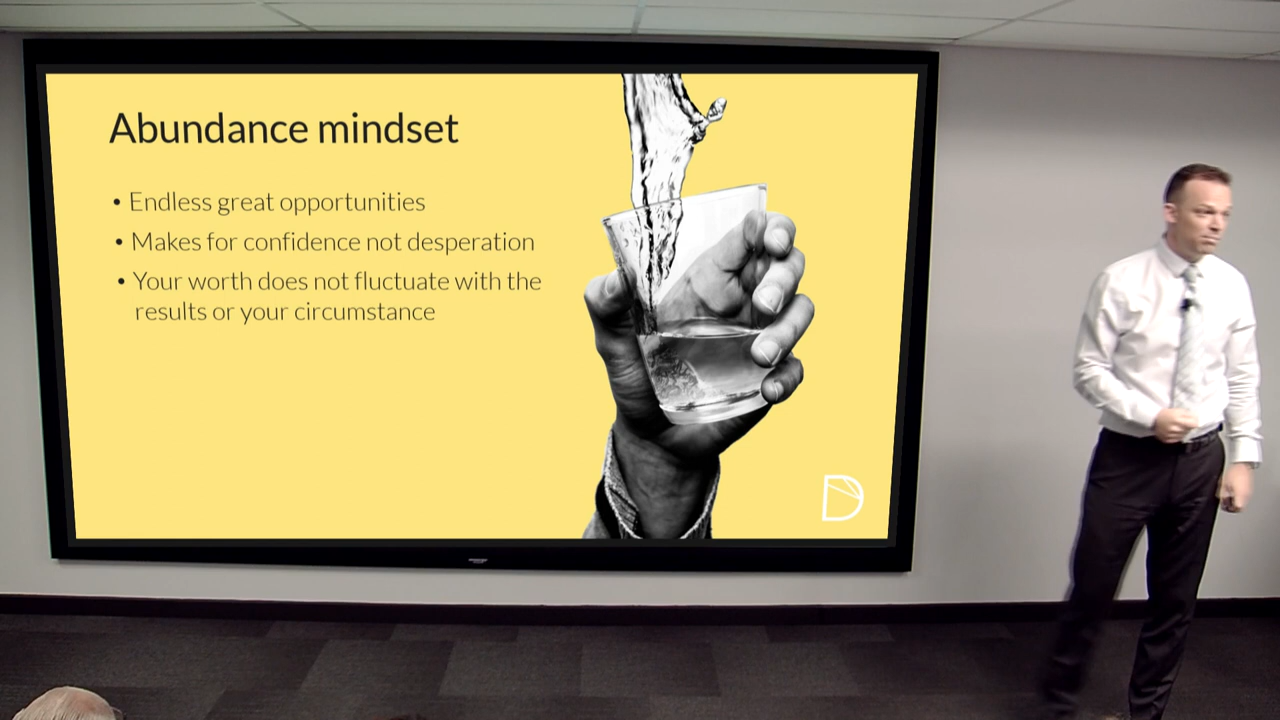 Abundance mindset
• Endless great opportunities
• Makes for confidence not desperation
• Your worth does not fluctuate with the
results or your circumstance
D